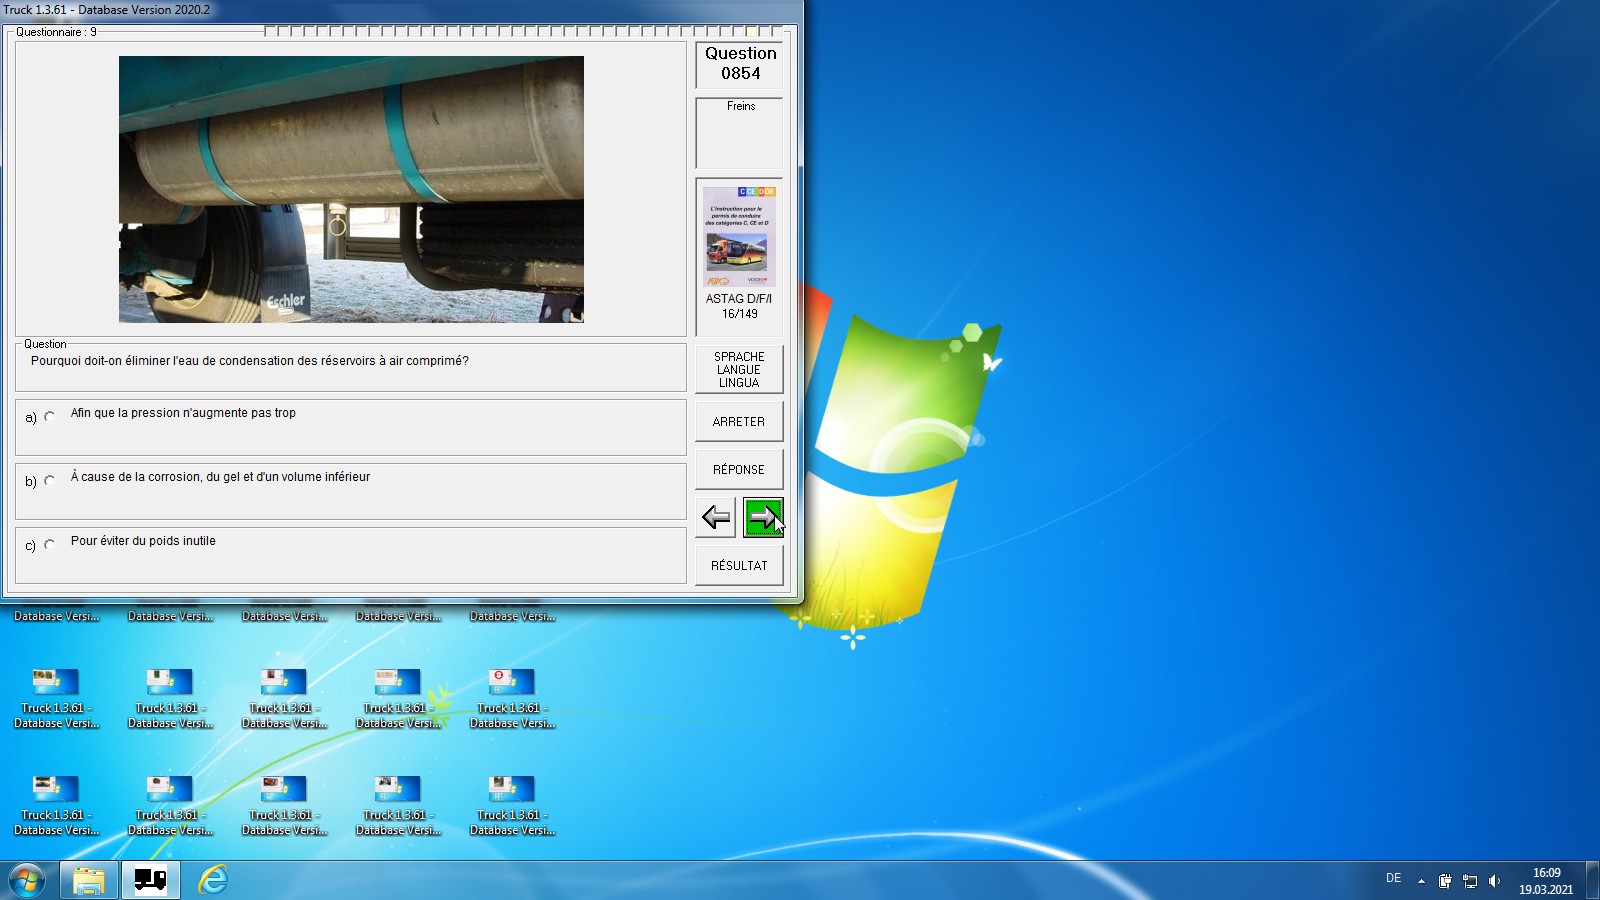 Truck 1.3.61 - Database Version 2020.2
Questionnaire : 9
Eschler
Question
0854
Freins
C CE D DE
L'instruction pour le
permis de conduire
des catégories C, CE et D
ASTAG D/F/I
16/149
Question
Pourquoi doit-on éliminer l'eau de condensation des réservoirs à air comprimé?
a) Afin que la pression n'augmente pas trop
b) À cause de la corrosion, du gel et d'un volume inférieur
c) Pour éviter du poids inutile
SPRACHE
LANGUE
LINGUA
ARRETER
RÉPONSE
RÉSULTAT
Database Versi... Database Versi... Database Versi... Database Versi... Database Versi...
Truck 1.3.61 - Truck 1.3.61 - Truck 1.3.61 - Truck 1.3.61 - Truck 1.3.61 -
Database Versi... Database Versi... Database Versi... Database Versi... Database Versi...
Truck 1.3.61 - Truck 1.3.61 - Truck 1.3.61 - Truck 1.3.61 - Truck 1.3.61 -
Database Versi... Database Versi... Database Versi... Database Versi... Database Versi...
DE
16:09
19.03.2021